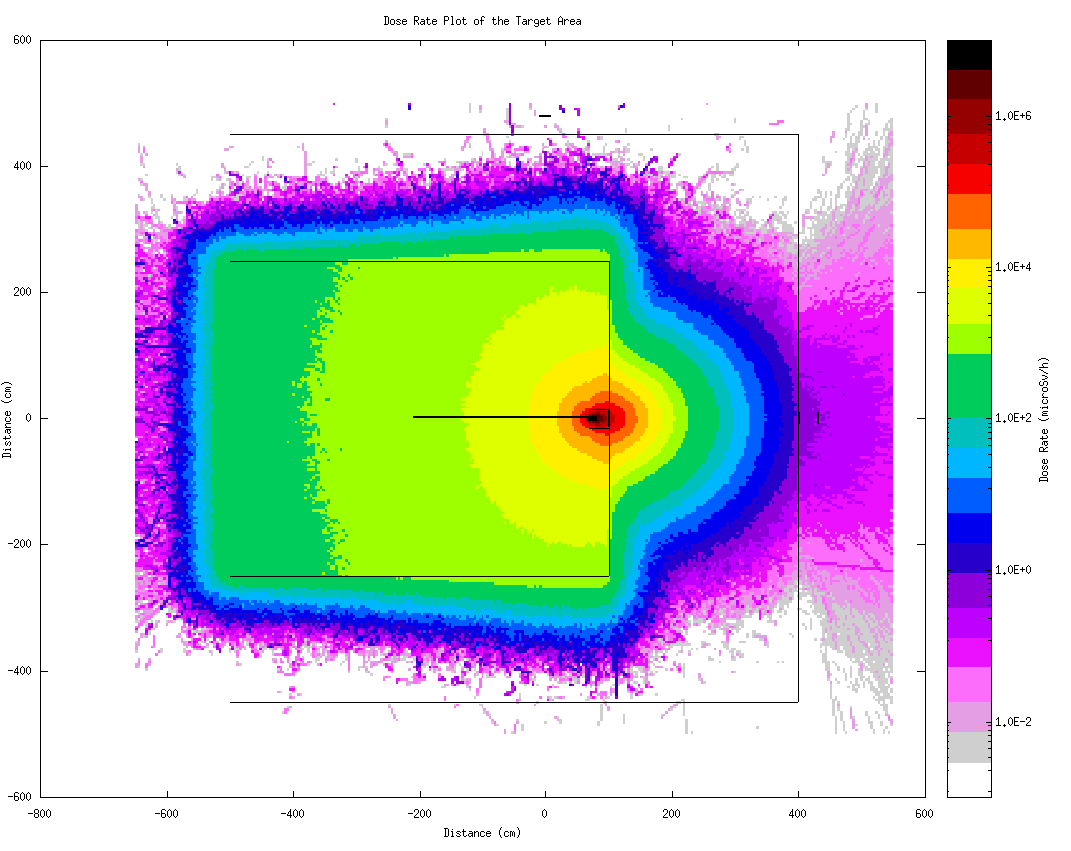 Dose Rate Plot of the Target Area
600
400
200
0
-200
-400
-600
Distance (cm)
-800
-600
-400
-200
0
200
400
600
Distance (cm)
1.0E+6
1.0E+4
1.0E+2
1.0E+0
1.0E-2
Dose Rate (microSv/h)